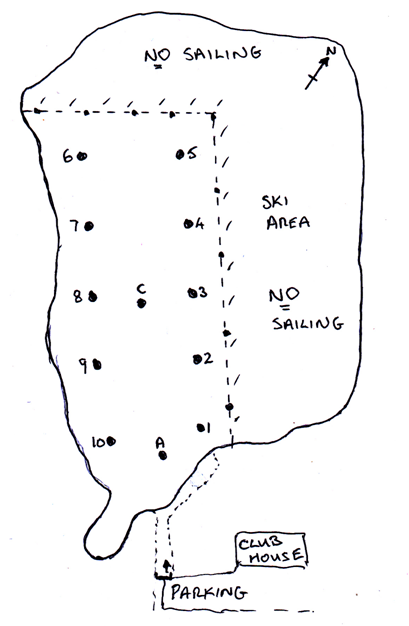 NO SAILING
N
6
5
7
4
SKI
AREA
8
C
3
NO
SAILING
9
2
10
A
1
CLUB
HOUSE
PARKING